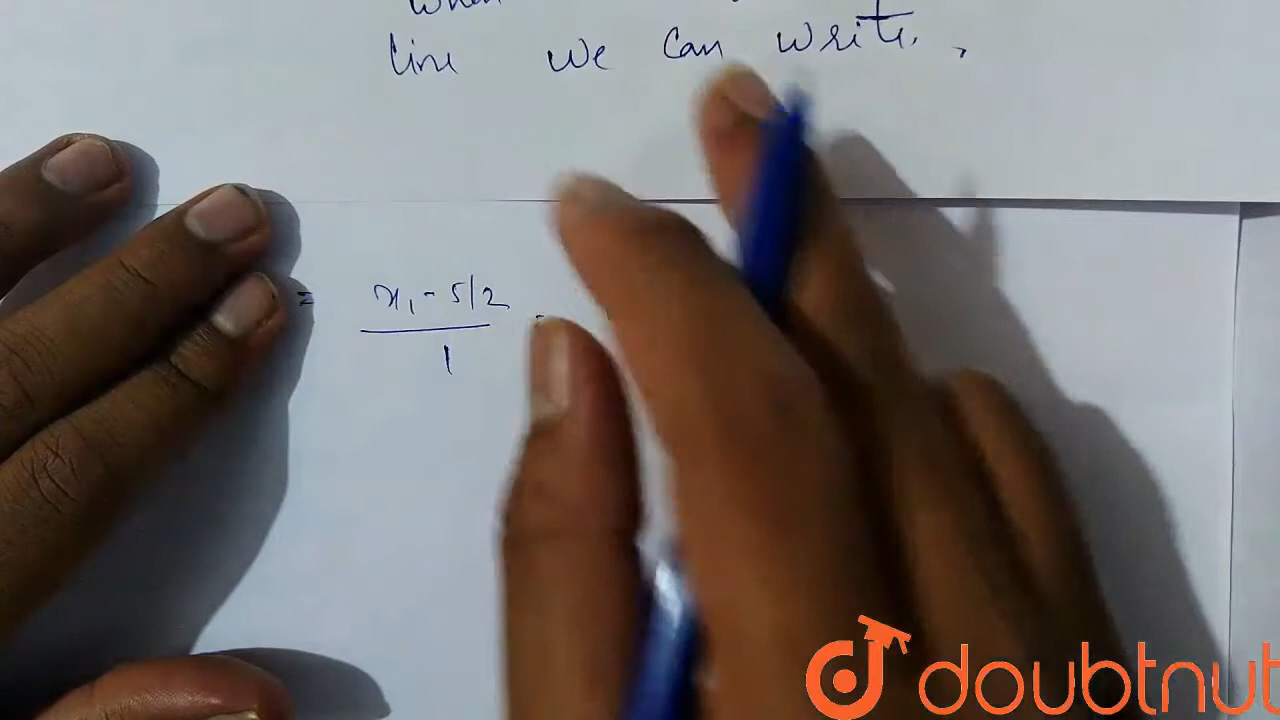 line we can write,
= x₁ - 5/2
1
doubtnut